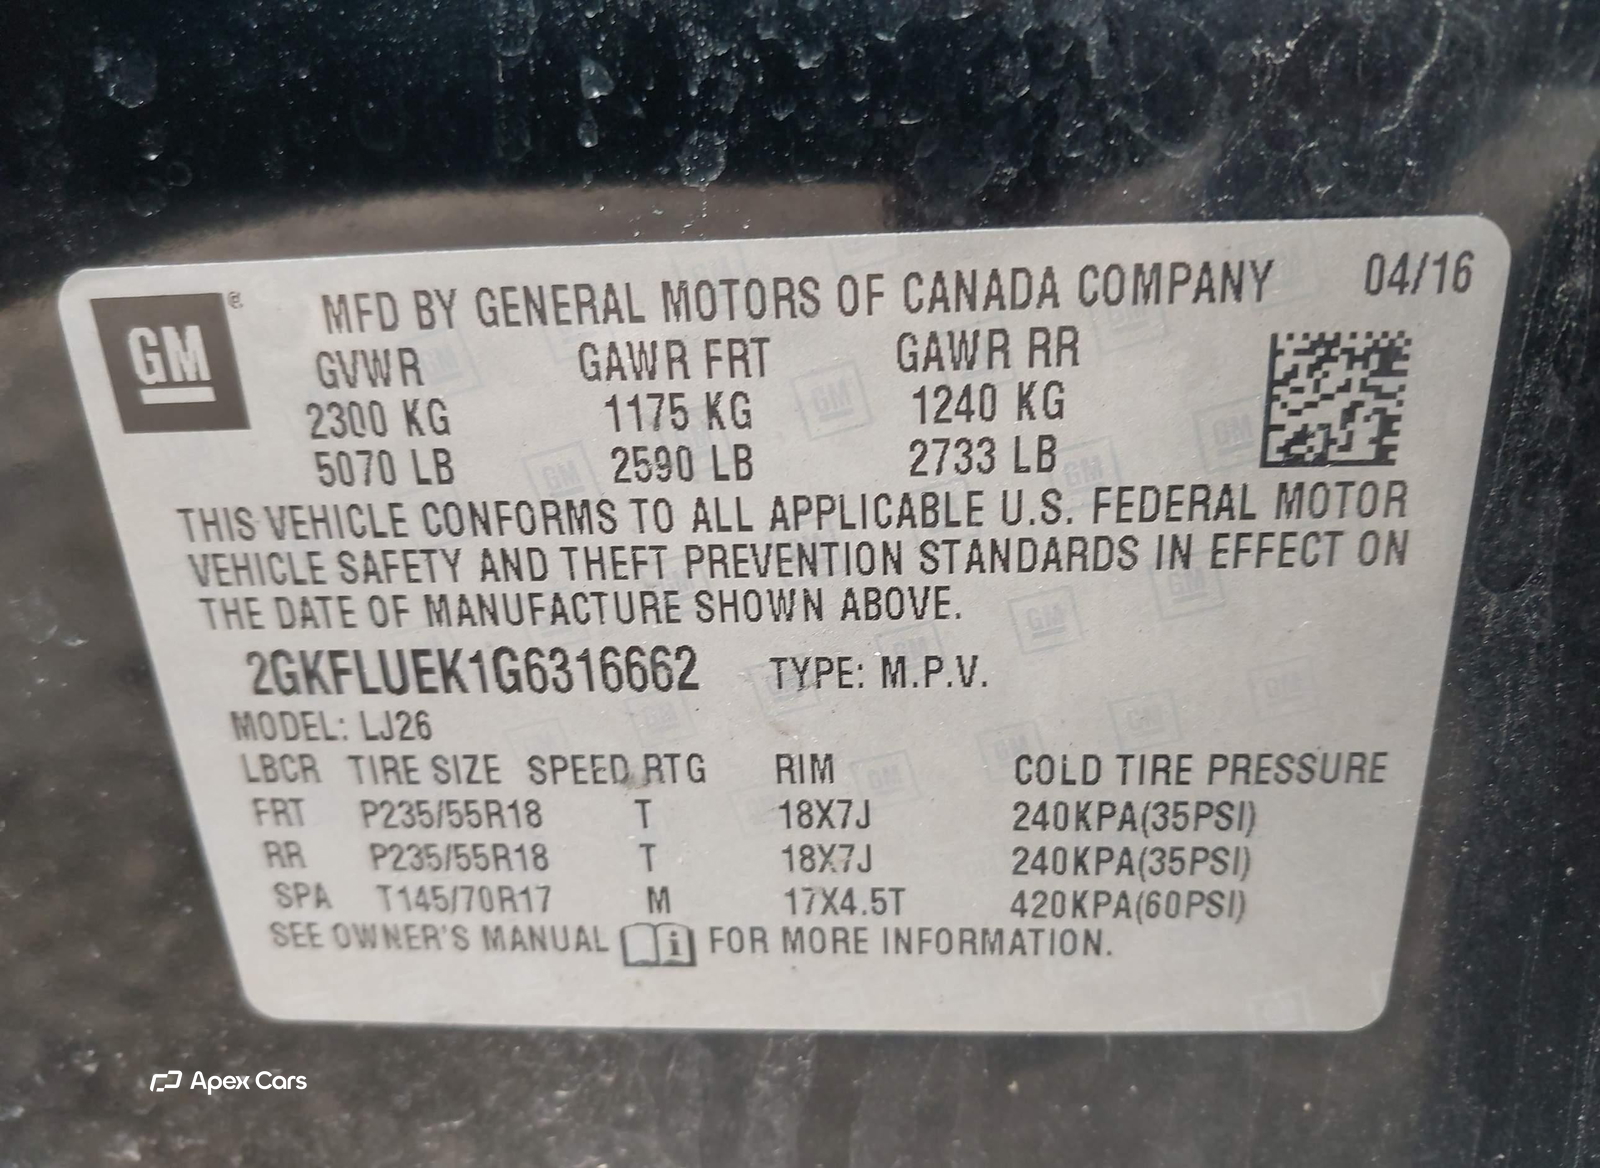 GM ® MFD BY GENERAL MOTORS OF CANADA COMPANY 04/16
GVWR GAWR FRT GAWR RR
2300 KG 1175 KG 1240 KG
5070 LB 2590 LB 2733 LB
THIS VEHICLE CONFORMS TO ALL APPLICABLE U.S. FEDERAL MOTOR
VEHICLE SAFETY AND THEFT PREVENTION STANDARDS IN EFFECT ON
THE DATE OF MANUFACTURE SHOWN ABOVE.
2GKFLUEK1G6316662 TYPE: M.P.V.
MODEL: LJ26
LBCR TIRE SIZE SPEED RTG RIM COLD TIRE PRESSURE
FRT P235/55R18 T 18X7J 240KPA(35PSI)
RR P235/55R18 T 18X7J 240KPA(35PSI)
SPA T145/70R17 M 17X4.5T 420KPA(60PSI)
SEE OWNER'S MANUAL i FOR MORE INFORMATION.
Apex Cars